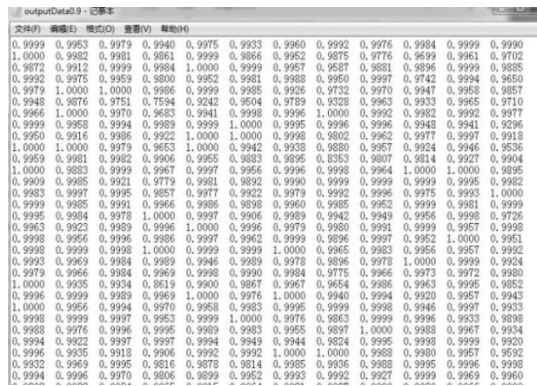 outputData0.9 - 记事本
文件(F) 编辑(E) 格式(O) 查看(V) 帮助(H)
0.9999 0.9953 0.9979 0.9940 0.9975 0.9933 0.9960 0.9992 0.9976 0.9984 0.9999 0.9990
1.0000 0.9982 0.9981 0.9861 0.9999 0.9866 0.9952 0.9875 0.9776 0.9699 0.9961 0.9702
0.9872 0.9912 0.9999 0.9984 1.0000 0.9999 0.9957 0.9587 0.9881 0.9896 0.9999 0.9885
0.9992 0.9975 0.9959 0.9800 0.9952 0.9981 0.9988 0.9950 0.9997 0.9742 0.9994 0.9650
0.9979 1.0000 1.0000 0.9986 0.9999 0.9985 0.9926 0.9732 0.9970 0.9947 0.9958 0.9857
0.9948 0.9876 0.9751 0.7594 0.9242 0.9504 0.9789 0.9328 0.9963 0.9933 0.9965 0.9710
0.9966 1.0000 0.9970 0.9683 0.9941 0.9998 0.9996 1.0000 0.9992 0.9982 0.9992 0.9977
0.9999 0.9958 0.9994 0.9989 0.9999 1.0000 0.9995 0.9996 0.9996 0.9948 0.9941 0.9296
0.9950 0.9916 0.9986 0.9922 1.0000 1.0000 0.9998 0.9802 0.9962 0.9977 0.9997 0.9918
1.0000 1.0000 0.9979 0.9653 1.0000 0.9942 0.9938 0.9880 0.9957 0.9924 0.9946 0.9536
0.9959 0.9981 0.9982 0.9906 0.9955 0.9883 0.9895 0.8353 0.9807 0.9814 0.9927 0.9904
1.0000 0.9883 0.9999 0.9967 0.9997 0.9956 0.9996 0.9998 0.9964 1.0000 1.0000 0.9895
0.9909 0.9985 0.9921 0.9779 0.9981 0.9892 0.9990 0.9999 0.9999 0.9999 0.9995 0.9982
0.9983 0.9997 0.9995 0.9857 0.9977 0.9922 0.9979 0.9992 0.9996 0.9975 0.9993 1.0000
0.9999 0.9985 0.9991 0.9966 0.9986 0.9898 0.9960 0.9985 0.9952 0.9999 0.9981 0.9999
0.9995 0.9984 0.9978 1.0000 0.9997 0.9906 0.9989 0.9942 0.9949 0.9956 0.9998 0.9726
0.9963 0.9923 0.9989 0.9996 1.0000 0.9996 0.9979 0.9980 0.9991 0.9999 0.9957 0.9998
0.9998 0.9956 0.9996 0.9986 0.9997 0.9962 0.9999 0.9896 0.9997 0.9952 1.0000 0.9951
0.9998 0.9999 0.9998 1.0000 0.9999 0.9999 1.0000 0.9965 0.9983 0.9956 0.9957 0.9992
0.9993 0.9969 0.9984 0.9989 0.9946 0.9989 0.9978 0.9896 0.9978 1.0000 0.9999 0.9924
0.9979 0.9966 0.9984 0.9969 0.9998 0.9990 0.9984 0.9775 0.9966 0.9973 0.9972 0.9980
1.0000 0.9935 0.9934 0.8619 0.9900 0.9867 0.9967 0.9654 0.9986 0.9963 0.9995 0.9852
0.9996 0.9999 0.9989 0.9969 1.0000 0.9976 1.0000 0.9940 0.9994 0.9920 0.9957 0.9943
1.0000 0.9956 0.9994 0.9970 0.9958 0.9983 0.9995 0.9999 0.9998 0.9946 0.9997 0.9933
0.9998 0.9999 0.9997 0.9953 0.9999 1.0000 0.9976 0.9863 0.9999 0.9996 0.9933 0.9898
0.9988 0.9976 0.9996 0.9995 0.9989 0.9983 0.9955 0.9897 1.0000 0.9988 0.9967 0.9934
0.9994 0.9922 0.9997 0.9997 0.9994 0.9949 0.9944 0.9824 0.9995 0.9998 0.9999 0.9920
0.9996 0.9935 0.9918 0.9906 0.9992 0.9992 1.0000 1.0000 0.9988 0.9980 0.9957 0.9592
0.9932 0.9969 0.9995 0.9816 0.9878 0.9814 0.9985 0.9936 0.9988 0.9995 0.9996 0.9998
0.9994 0.9996 0.9970 0.9806 0.9899 0.9952 0.9993 0.9992 0.9927 0.9999 0.9969 0.9960